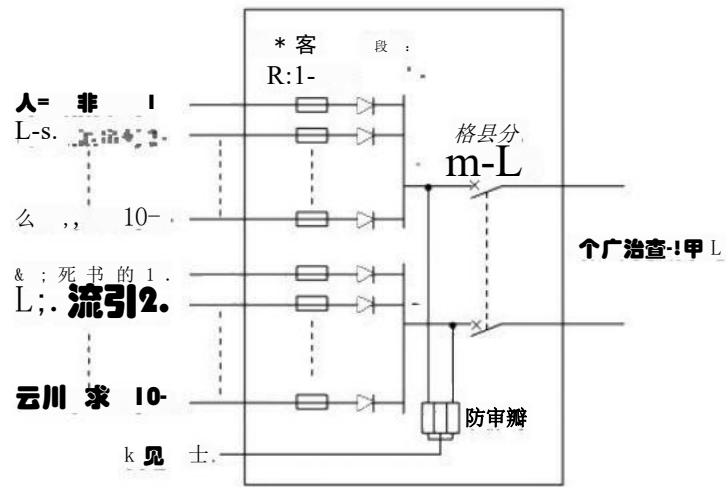 * 客 段 :
R:1-
人= 非 1
L-s.
格县分
m-L
么 ,, 10-
个广治查-!甲 L
& ; 死 书 的 1 .
L;. 流引2.
云川 求 10-
防审瓣
k 见 士.